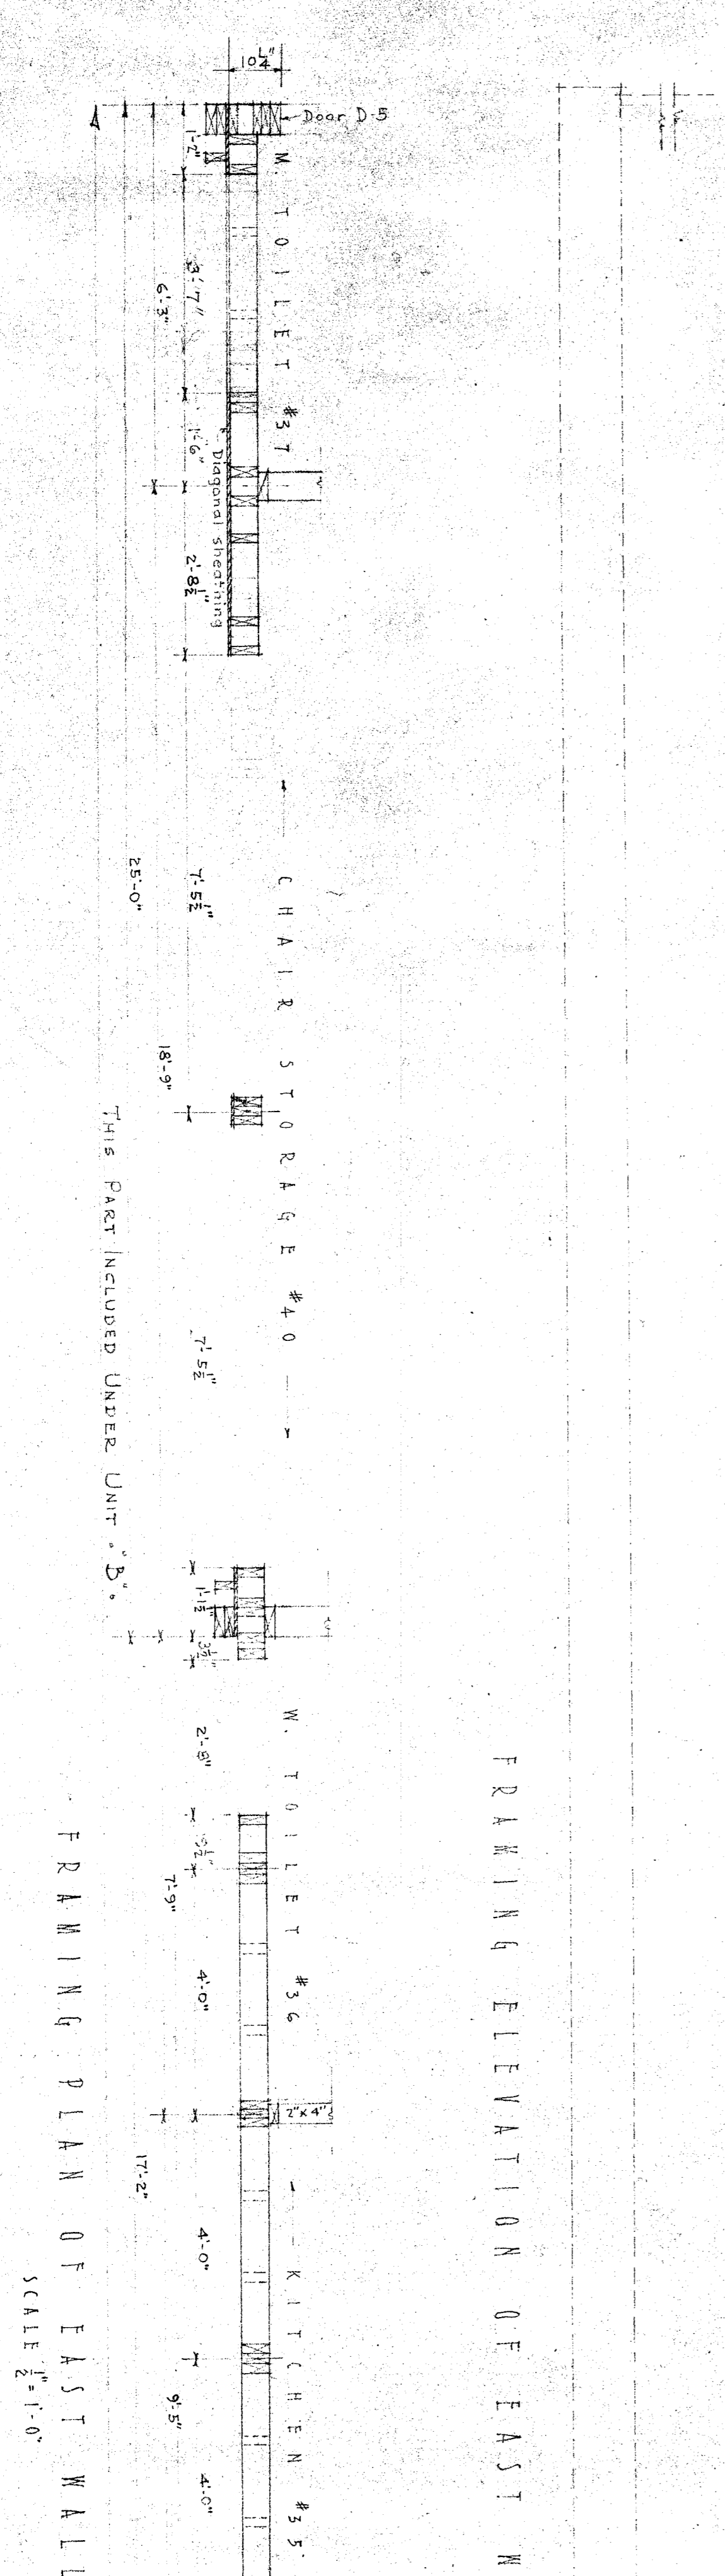 10¼"
Door D-5
M. TOILET #37
1'-2"
3'-7"
6'-3"
1'-6"
Diagonal sheathing
2'-8½"
25'-0"
7'-5½"
18'-9"
CHAIR STORAGE #40
THIS PART INCLUDED UNDER UNIT "B".
7'-5½"
1'-1½"
3½"
2'-8"
W. TOILET #36
7'-9"
4'-0"
2"x4"
17'-2"
4'-0"
KITCHEN #35
9'-5"
4'-0"
FRAMING ELEVATION OF EAST W
FRAMING PLAN OF EAST WALL
SCALE ½" = 1'-0"